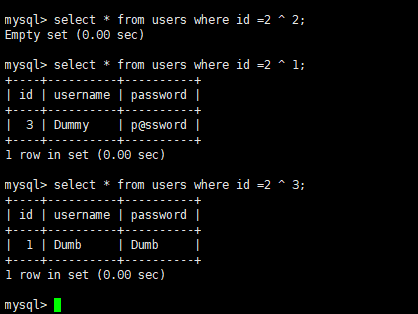 mysql> select * from users where id =2 ^ 2;
Empty set (0.00 sec)
mysql> select * from users where id =2 ^ 1;
+----+----------+----------+
| id | username | password |
+----+----------+----------+
|  3 | Dummy    | p@ssword |
+----+----------+----------+
1 row in set (0.00 sec)
mysql> select * from users where id =2 ^ 3;
+----+----------+----------+
| id | username | password |
+----+----------+----------+
|  1 | Dumb     | Dumb     |
+----+----------+----------+
1 row in set (0.00 sec)
mysql>